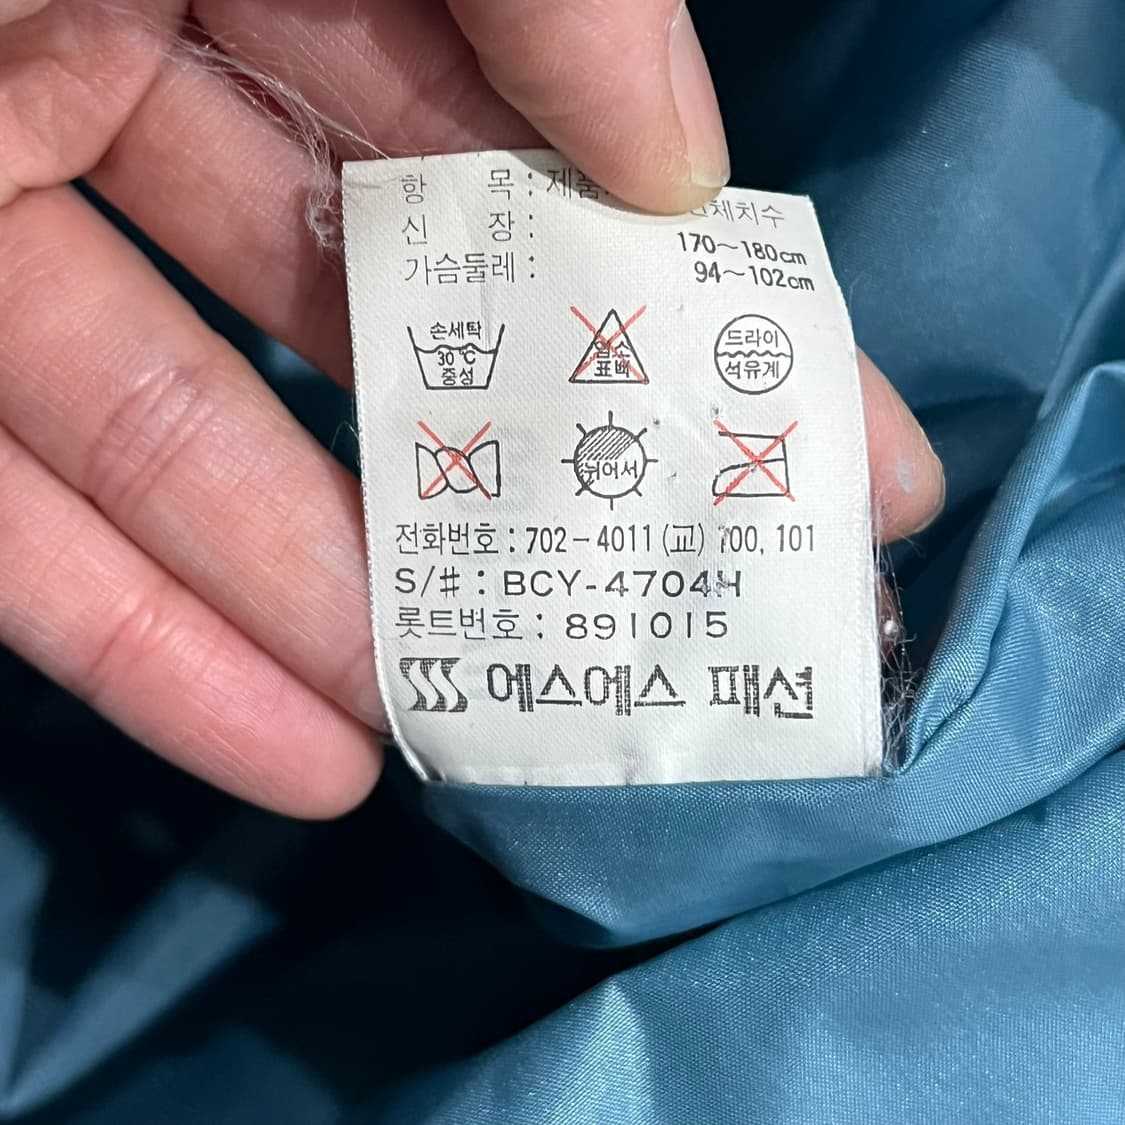 항 목 : 제품
신 장 : 신체치수
170~180cm
가슴둘레 : 94~102cm
손세탁
30℃
중성
염소
표백
드라이
석유계
뉘어서
전화번호 : 702-4011 (교) 700, 101
S/# : BCY-4704H
롯트번호 : 891015
SSS 에스에스 패션